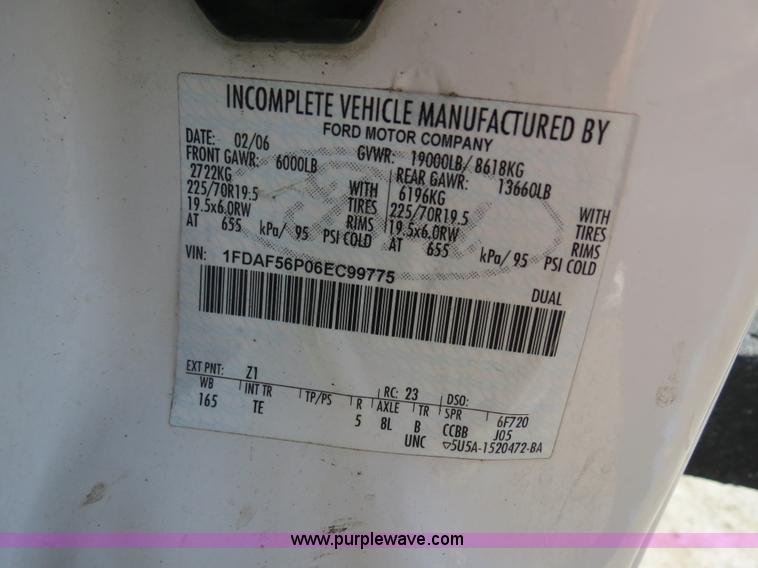 INCOMPLETE VEHICLE MANUFACTURED BY
FORD MOTOR COMPANY
DATE: 02/06 GVWR: 19000LB/ 8618KG
FRONT GAWR: 6000LB REAR GAWR: 13660LB
2722KG 6196KG
225/70R19.5 WITH TIRES 225/70R19.5 WITH TIRES
19.5x6.0RW RIMS 19.5x6.0RW RIMS
AT 655 kPa/ 95 PSI COLD AT 655 kPa/ 95 PSI COLD
VIN: 1FDAF56P06EC99775
DUAL
EXT PNT: Z1 RC: 23 DSO:
WB INT TR TP/PS R AXLE TR SPR 6F720
165 TE 5 8L B CCBB J05
UNC ▽5U5A-1520472-BA
www.purplewave.com